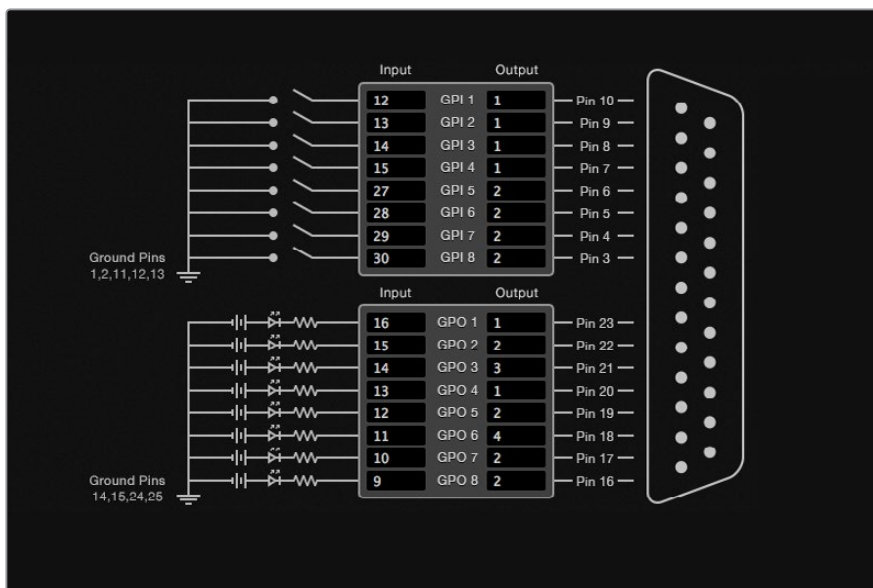 Input Output
12 GPI 1 1 Pin 10
13 GPI 2 1 Pin 9
14 GPI 3 1 Pin 8
15 GPI 4 1 Pin 7
27 GPI 5 2 Pin 6
28 GPI 6 2 Pin 5
29 GPI 7 2 Pin 4
30 GPI 8 2 Pin 3
Ground Pins
1,2,11,12,13
Input Output
16 GPO 1 1 Pin 23
15 GPO 2 2 Pin 22
14 GPO 3 3 Pin 21
13 GPO 4 1 Pin 20
12 GPO 5 2 Pin 19
11 GPO 6 4 Pin 18
10 GPO 7 2 Pin 17
9 GPO 8 2 Pin 16
Ground Pins
14,15,24,25